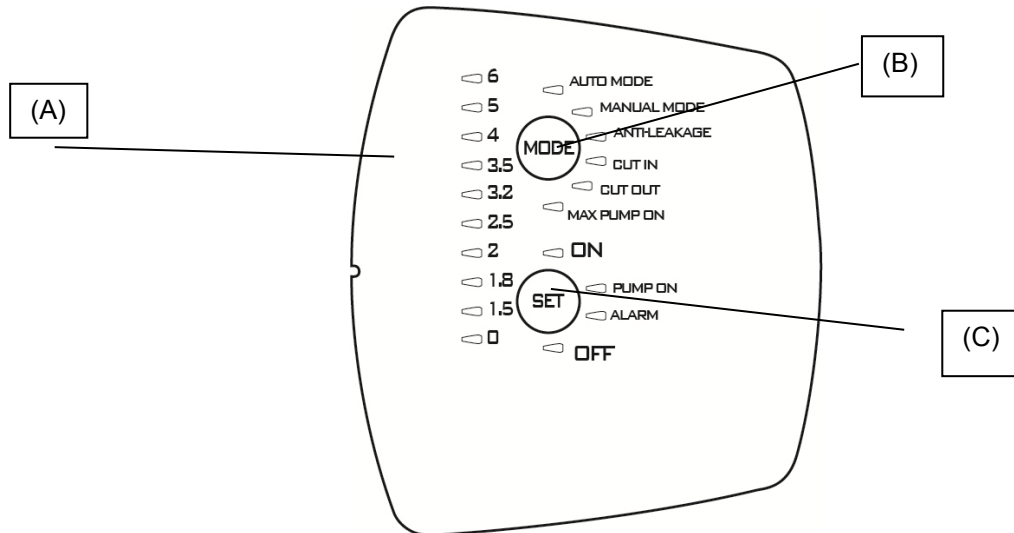 (A)
(B)
(C)
6
5
4
3.5
3.2
2.5
2
1.8
1.5
0
AUTO MODE
MANUAL MODE
ANTI-LEAKAGE
MODE
CUT IN
CUT OUT
MAX PUMP ON
ON
PUMP ON
SET
ALARM
OFF